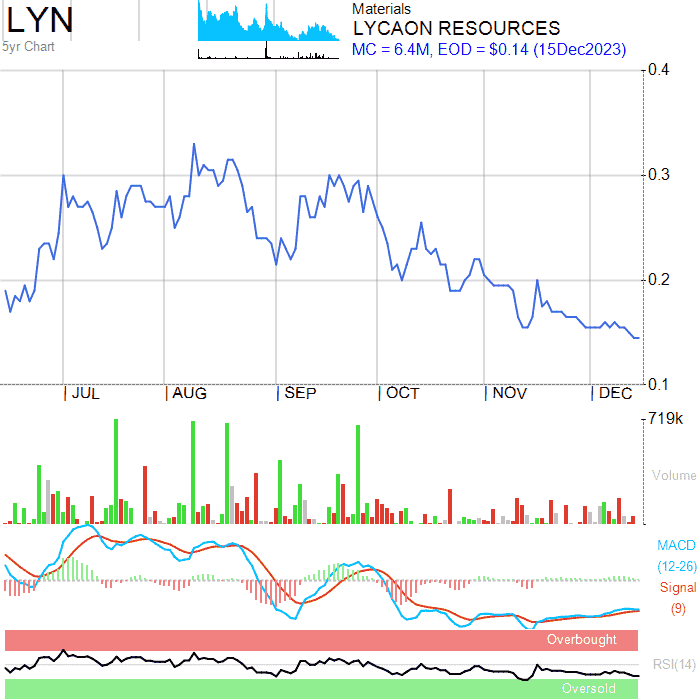 LYN
5yr Chart
Materials
LYCAON RESOURCES
MC = 6.4M, EOD = $0.14 (15Dec2023)
0.4
0.3
0.2
0.1
JUL AUG SEP OCT NOV DEC
719k
Volume
MACD
(12-26)
Signal
(9)
Overbought
RSI(14)
Oversold